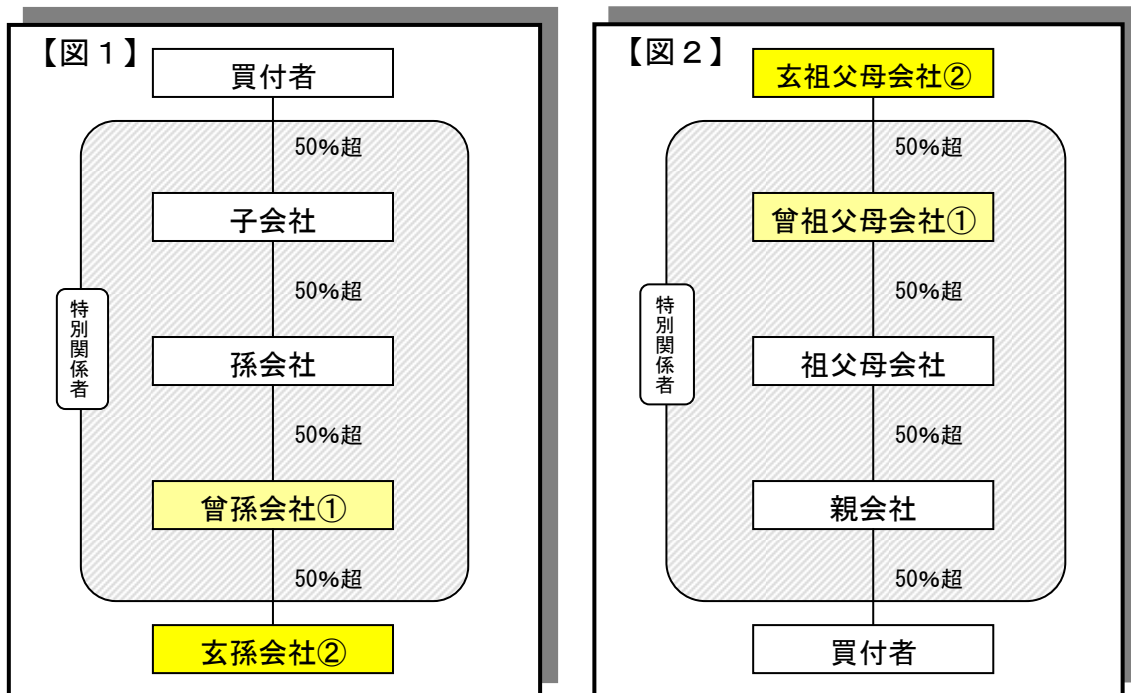 【図1】
買付者
50%超
子会社
50%超
特別関係者
孫会社
50%超
曾孫会社①
50%超
玄孫会社②
【図2】
玄祖父母会社②
50%超
曾祖父母会社①
50%超
特別関係者
祖父母会社
50%超
親会社
50%超
買付者